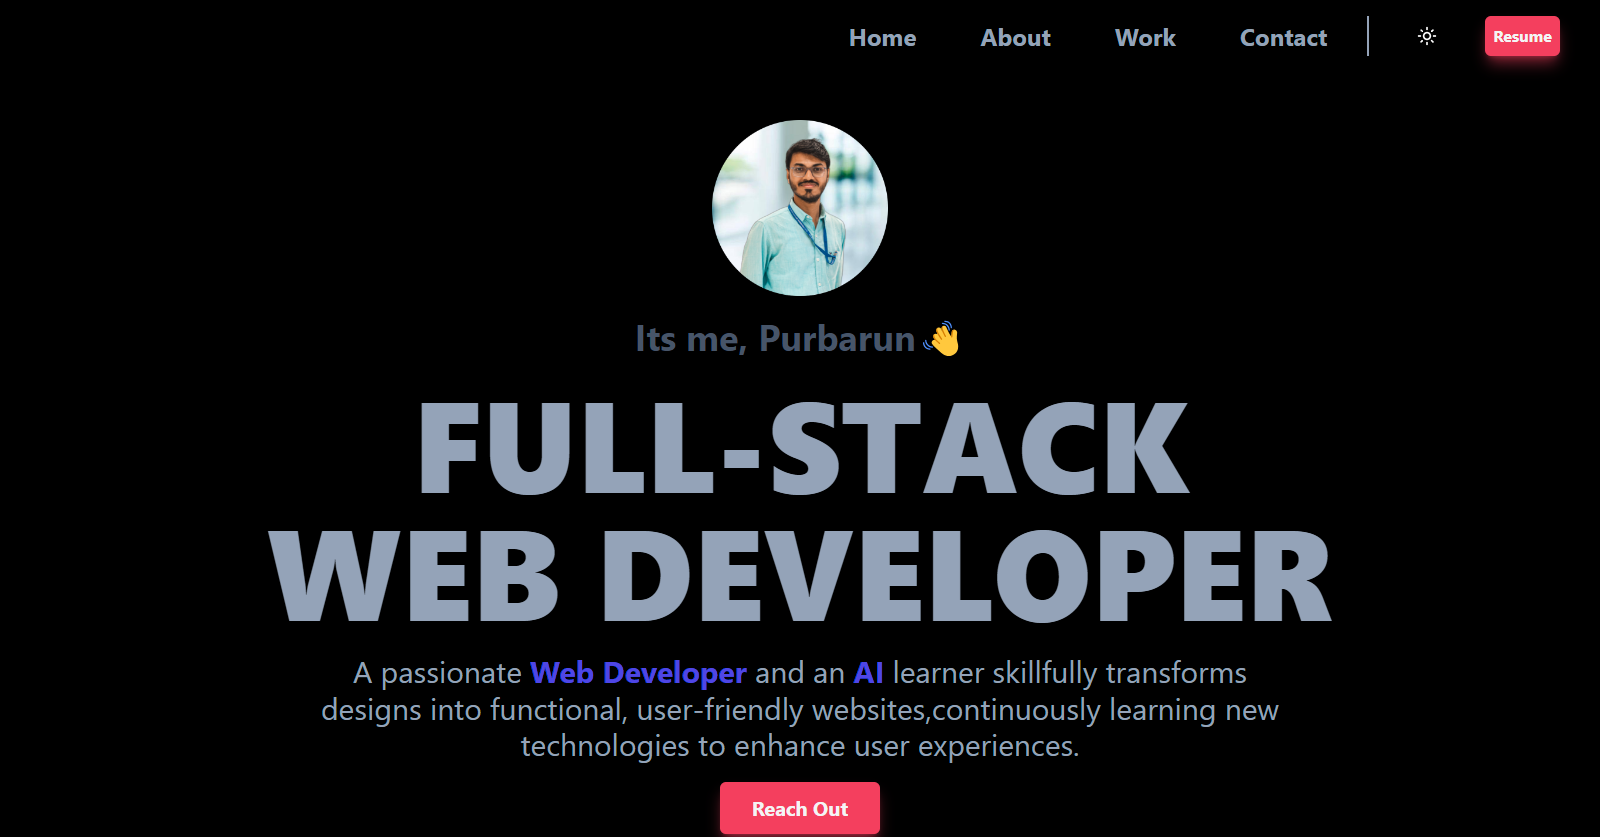 Home About Work Contact Resume
Its me, Purbarun 👋
FULL-STACK
WEB DEVELOPER
A passionate Web Developer and an AI learner skillfully transforms
designs into functional, user-friendly websites,continuously learning new
technologies to enhance user experiences.
Reach Out